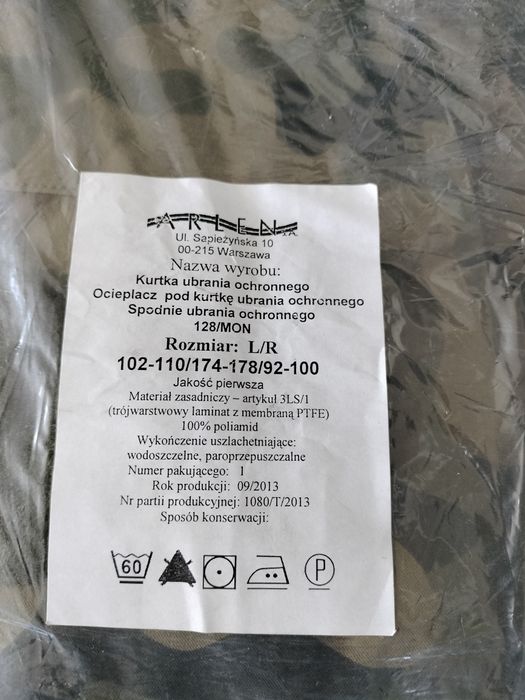 ARLEN S.A.
Ul. Sapieżyńska 10
00-215 Warszawa
Nazwa wyrobu:
Kurtka ubrania ochronnego
Ocieplacz pod kurtkę ubrania ochronnego
Spodnie ubrania ochronnego
128/MON
Rozmiar: L/R
102-110/174-178/92-100
Jakość pierwsza
Materiał zasadniczy – artykuł 3LS/1
(trójwarstwowy laminat z membraną PTFE)
100% poliamid
Wykończenie uszlachetniające:
wodoszczelne, paroprzepuszczalne
Numer pakującego: 1
Rok produkcji: 09/2013
Nr partii produkcyjnej: 1080/T/2013
Sposób konserwacji:
60 P